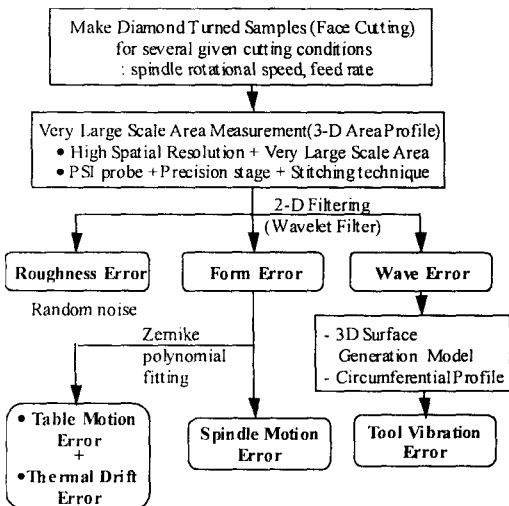 Make Diamond Turned Samples (Face Cutting)
for several given cutting conditions
: spindle rotational speed, feed rate
Very Large Scale Area Measurement(3-D Area Profile)
• High Spatial Resolution + Very Large Scale Area
• PSI probe + Precision stage + Stitching technique
2-D Filtering
(Wavelet Filter)
Roughness Error
Form Error
Wave Error
Random noise
Zernike
polynomial
fitting
- 3D Surface
Generation Model
- Circumferential Profile
• Table Motion
Error
+
• Thermal Drift
Error
Spindle Motion
Error
Tool Vibration
Error